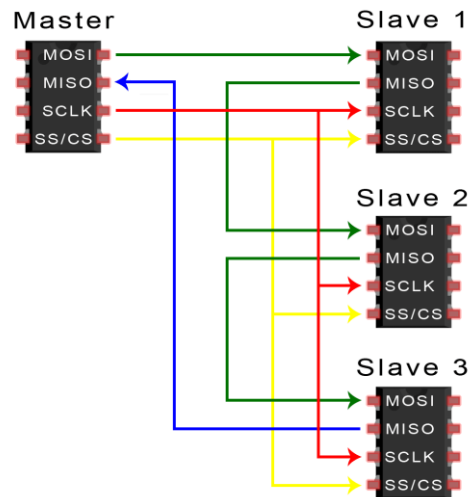 Master
MOSI
MISO
SCLK
SS/CS
Slave 1
MOSI
MISO
SCLK
SS/CS
Slave 2
MOSI
MISO
SCLK
SS/CS
Slave 3
MOSI
MISO
SCLK
SS/CS